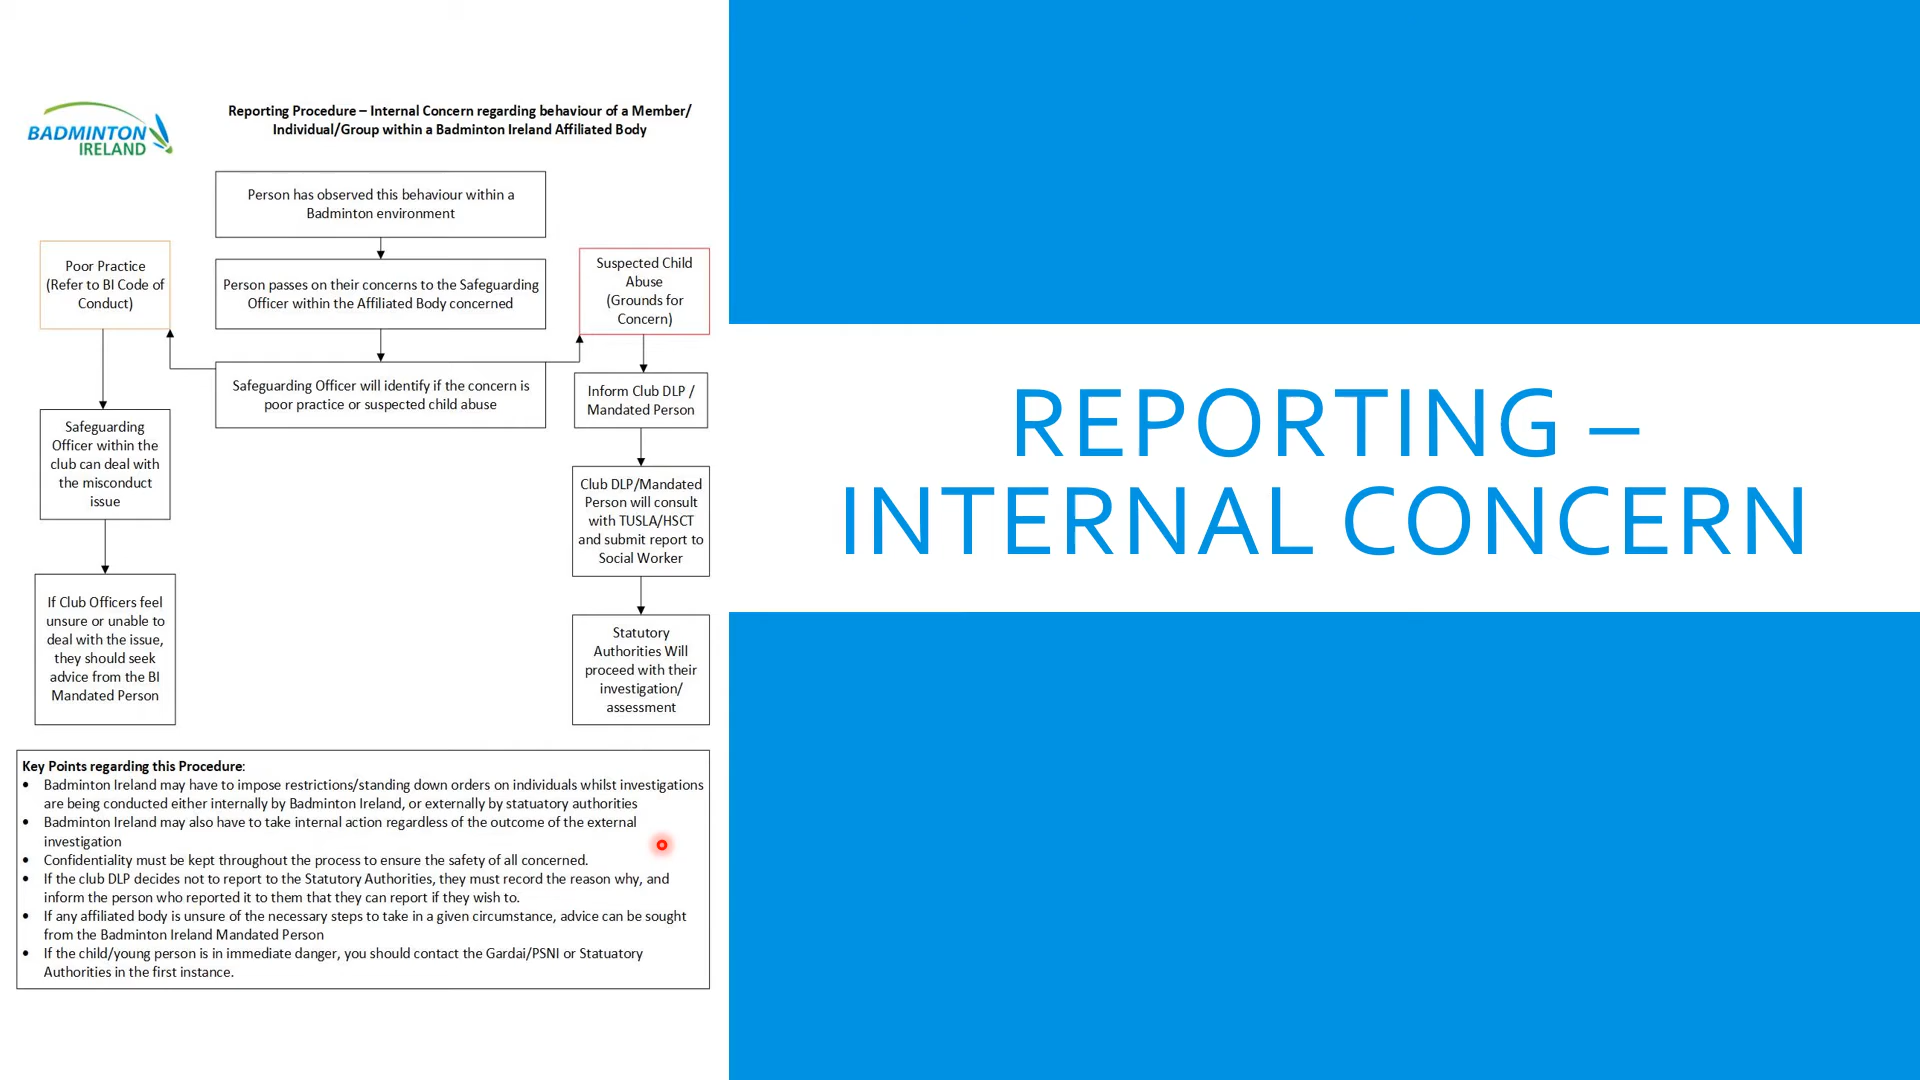 BADMINTON
IRELAND
Reporting Procedure – Internal Concern regarding behaviour of a Member/
Individual/Group within a Badminton Ireland Affiliated Body
Person has observed this behaviour within a
Badminton environment
Person passes on their concerns to the Safeguarding
Officer within the Affiliated Body concerned
Safeguarding Officer will identify if the concern is
poor practice or suspected child abuse
Poor Practice
(Refer to BI Code of
Conduct)
Safeguarding
Officer within the
club can deal with
the misconduct
issue
If Club Officers feel
unsure or unable to
deal with the issue,
they should seek
advice from the BI
Mandated Person
Suspected Child
Abuse
(Grounds for
Concern)
Inform Club DLP /
Mandated Person
Club DLP/Mandated
Person will consult
with TUSLA/HSCT
and submit report to
Social Worker
Statutory
Authorities Will
proceed with their
investigation/
assessment
Key Points regarding this Procedure:
• Badminton Ireland may have to impose restrictions/standing down orders on individuals whilst investigations
are being conducted either internally by Badminton Ireland, or externally by statuatory authorities
• Badminton Ireland may also have to take internal action regardless of the outcome of the external
investigation
• Confidentiality must be kept throughout the process to ensure the safety of all concerned.
• If the club DLP decides not to report to the Statutory Authorities, they must record the reason why, and
inform the person who reported it to them that they can report if they wish to.
• If any affiliated body is unsure of the necessary steps to take in a given circumstance, advice can be sought
from the Badminton Ireland Mandated Person
• If the child/young person is in immediate danger, you should contact the Gardai/PSNI or Statuatory
Authorities in the first instance.
REPORTING –
INTERNAL CONCERN